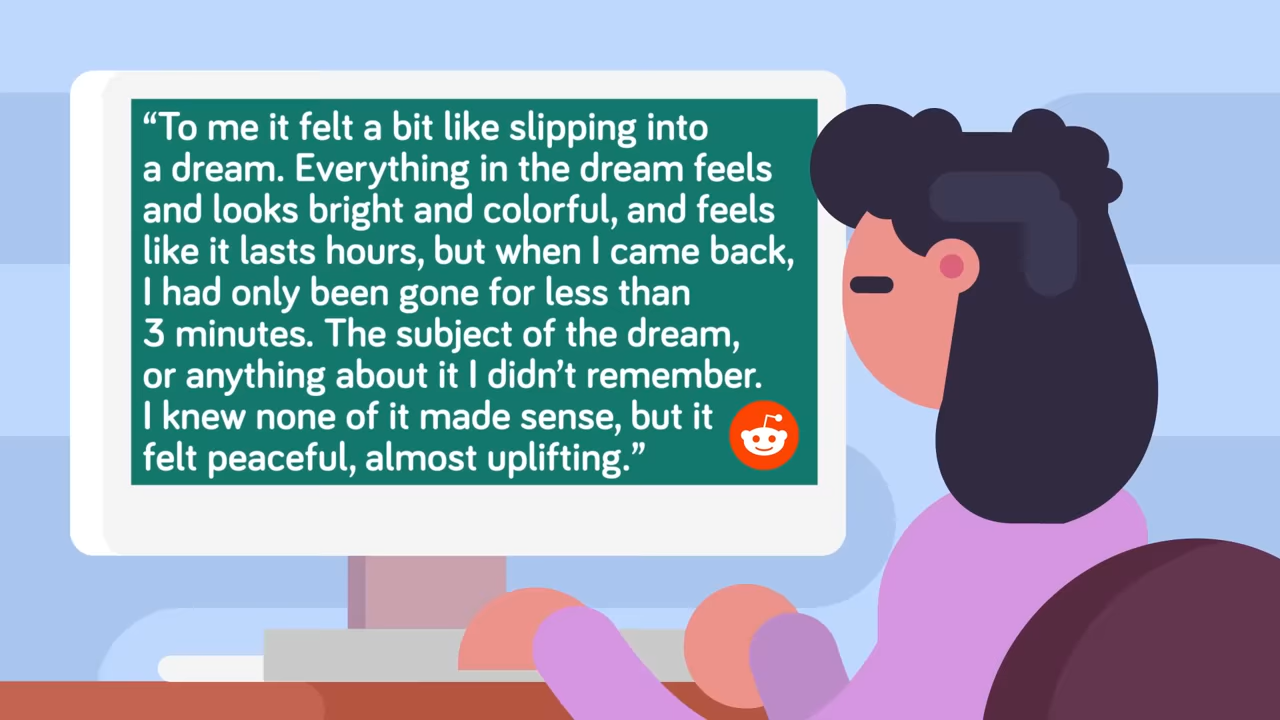 “To me it felt a bit like slipping into
a dream. Everything in the dream feels
and looks bright and colorful, and feels
like it lasts hours, but when I came back,
I had only been gone for less than
3 minutes. The subject of the dream,
or anything about it I didn’t remember.
I knew none of it made sense, but it
felt peaceful, almost uplifting.”